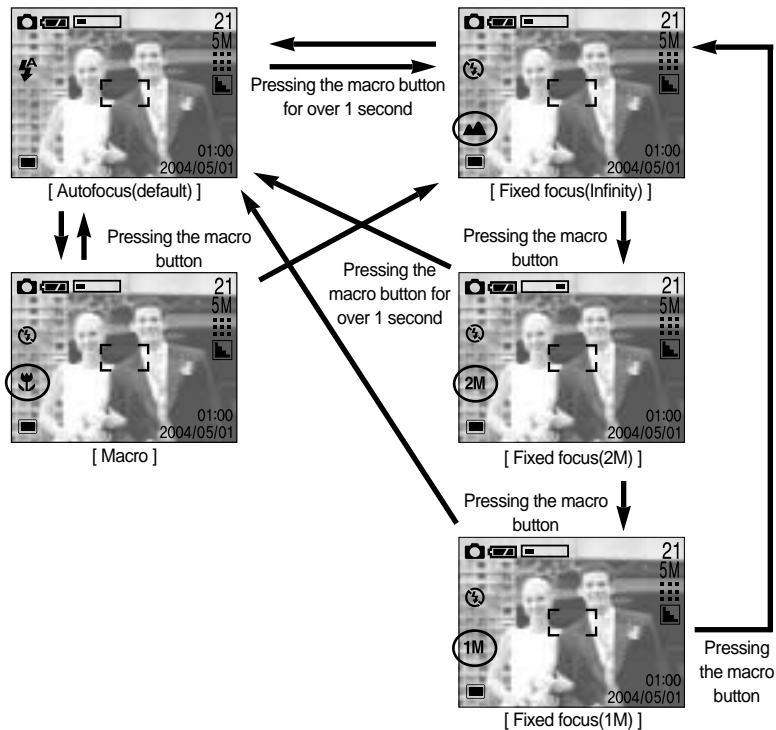 21
5M
A
01:00
2004/05/01
[ Autofocus(default) ]
Pressing the macro button
for over 1 second
21
5M
01:00
2004/05/01
[ Fixed focus(Infinity) ]
Pressing the macro
button
Pressing the
macro button for
over 1 second
Pressing the macro
button
21
5M
01:00
2004/05/01
[ Macro ]
21
5M
2M
01:00
2004/05/01
[ Fixed focus(2M) ]
Pressing the macro
button
21
5M
1M
01:00
2004/05/01
[ Fixed focus(1M) ]
Pressing
the macro
button